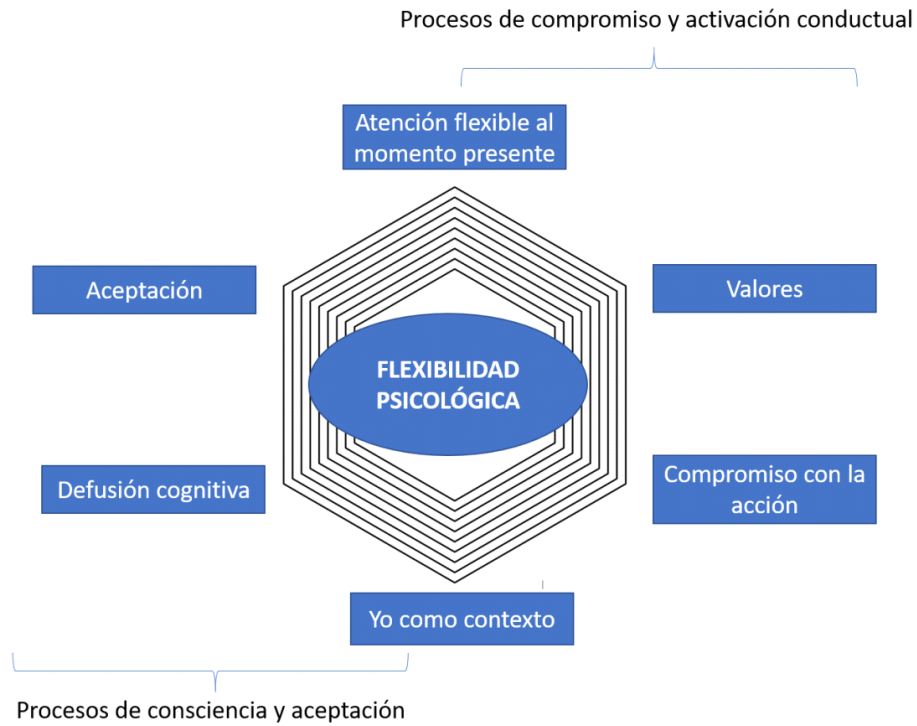 Procesos de compromiso y activación conductual
Atención flexible al
momento presente
Aceptación
Valores
FLEXIBILIDAD
PSICOLÓGICA
Defusión cognitiva
Compromiso con la
acción
Yo como contexto
Procesos de consciencia y aceptación